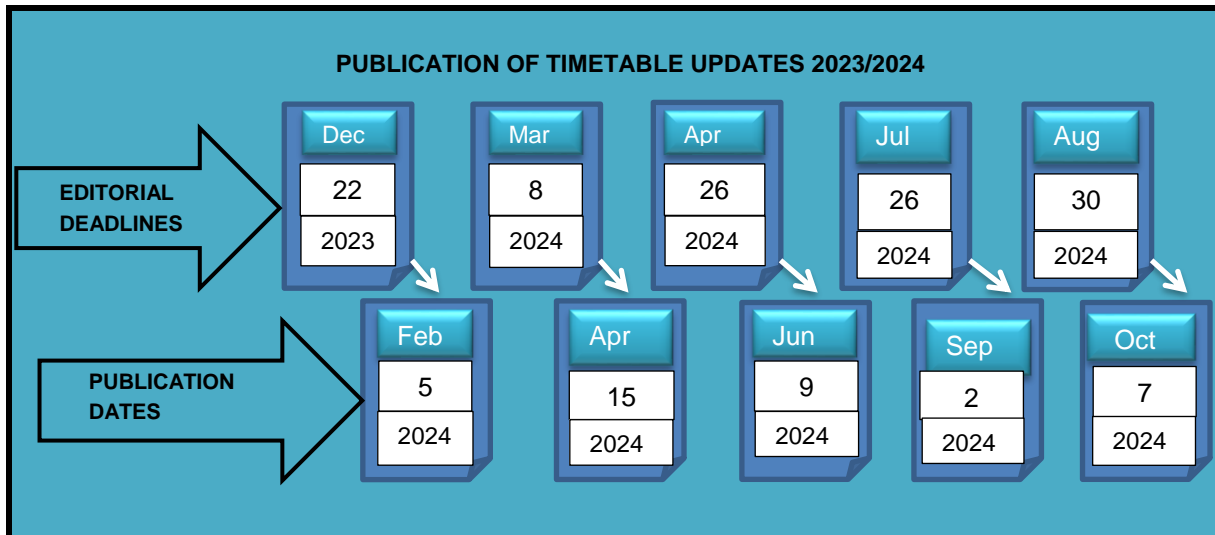 PUBLICATION OF TIMETABLE UPDATES 2023/2024
EDITORIAL
DEADLINES
Dec
22
2023
Mar
8
2024
Apr
26
2024
Jul
26
2024
Aug
30
2024
PUBLICATION
DATES
Feb
5
2024
Apr
15
2024
Jun
9
2024
Sep
2
2024
Oct
7
2024